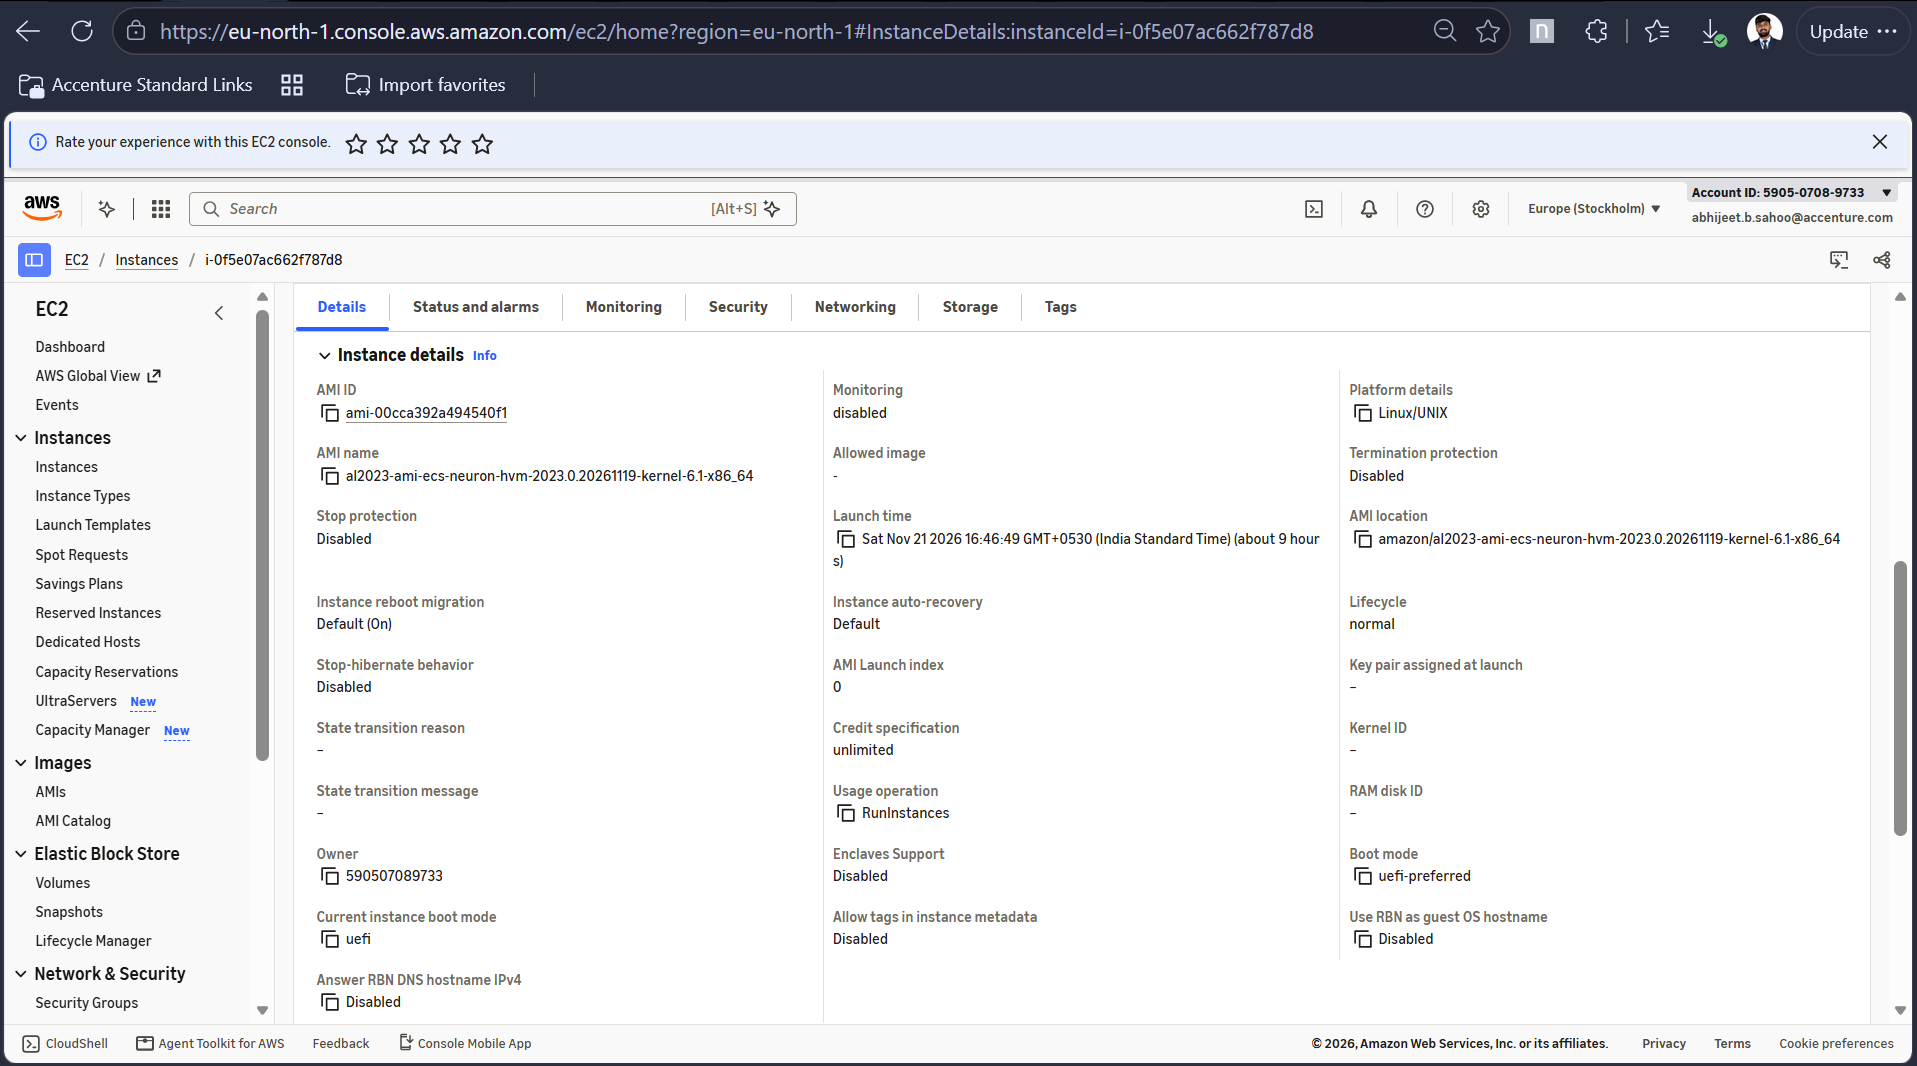 https://eu-north-1.console.aws.amazon.com/ec2/home?region=eu-north-1#InstanceDetails:instanceId=i-0f5e07ac662f787d8
n
Update
Accenture Standard Links
Import favorites
Rate your experience with this EC2 console.
aws
Search
[Alt+S]
Europe (Stockholm)
Account ID: 5905-0708-9733
abhijeet.b.sahoo@accenture.com
EC2 / Instances / i-0f5e07ac662f787d8
EC2
Dashboard
AWS Global View
Events
Instances
Instances
Instance Types
Launch Templates
Spot Requests
Savings Plans
Reserved Instances
Dedicated Hosts
Capacity Reservations
UltraServers New
Capacity Manager New
Images
AMIs
AMI Catalog
Elastic Block Store
Volumes
Snapshots
Lifecycle Manager
Network & Security
Security Groups
Details
Status and alarms
Monitoring
Security
Networking
Storage
Tags
Instance details Info
AMI ID
ami-00cca392a494540f1
Monitoring
disabled
Platform details
Linux/UNIX
AMI name
al2023-ami-ecs-neuron-hvm-2023.0.20261119-kernel-6.1-x86_64
Allowed image
-
Termination protection
Disabled
Stop protection
Disabled
Launch time
Sat Nov 21 2026 16:46:49 GMT+0530 (India Standard Time) (about 9 hour
s)
AMI location
amazon/al2023-ami-ecs-neuron-hvm-2023.0.20261119-kernel-6.1-x86_64
Instance reboot migration
Default (On)
Instance auto-recovery
Default
Lifecycle
normal
Stop-hibernate behavior
Disabled
AMI Launch index
0
Key pair assigned at launch
–
State transition reason
–
Credit specification
unlimited
Kernel ID
–
State transition message
–
Usage operation
RunInstances
RAM disk ID
–
Owner
590507089733
Enclaves Support
Disabled
Boot mode
uefi-preferred
Current instance boot mode
uefi
Allow tags in instance metadata
Disabled
Use RBN as guest OS hostname
Disabled
Answer RBN DNS hostname IPv4
Disabled
CloudShell
Agent Toolkit for AWS
Feedback
Console Mobile App
© 2026, Amazon Web Services, Inc. or its affiliates.
Privacy
Terms
Cookie preferences